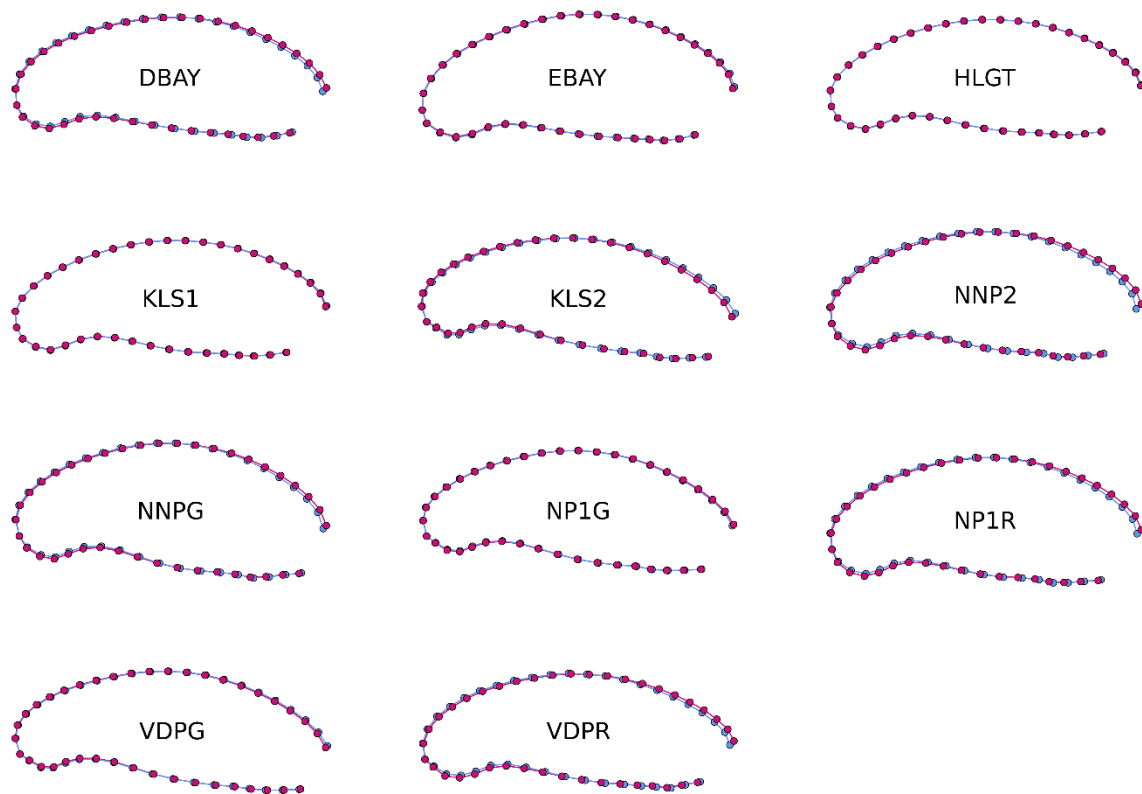 DBAY
EBAY
HLGT
KLS1
KLS2
NNP2
NNPG
NP1G
NP1R
VDPG
VDPR